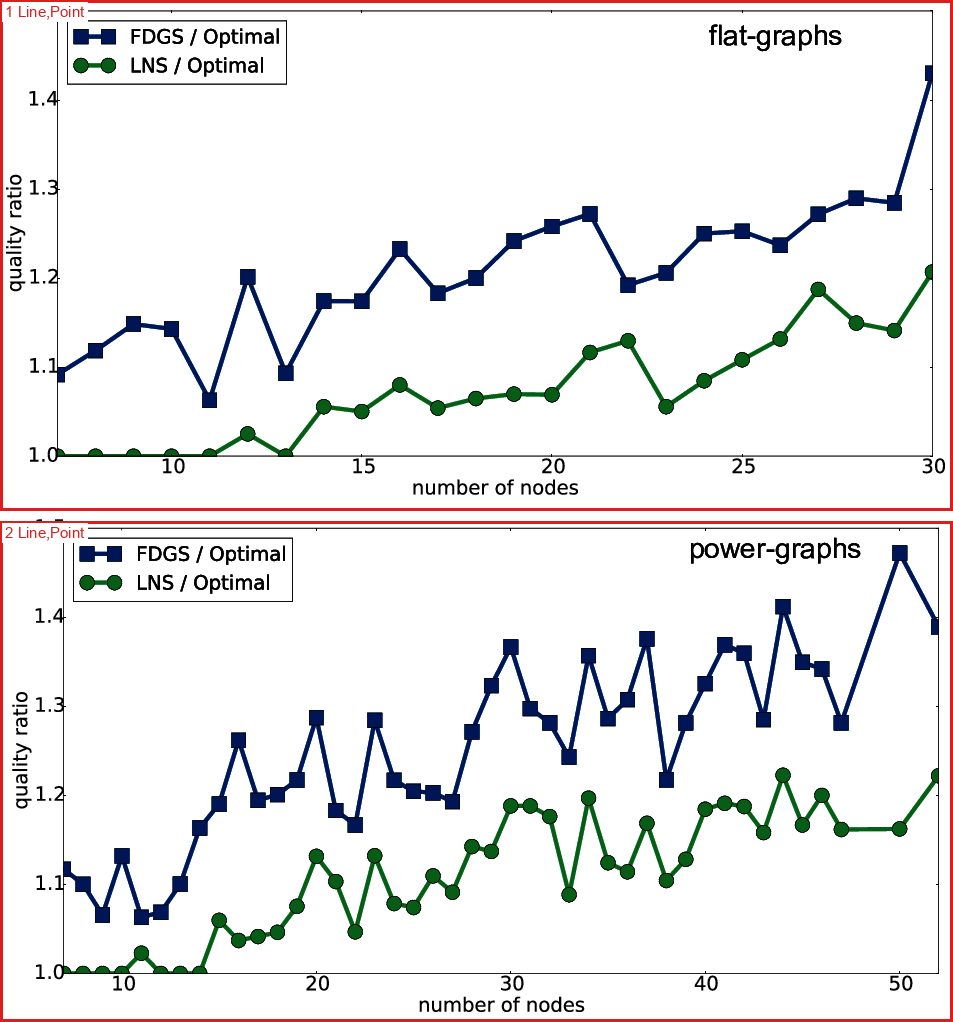 1 Line,Point
FDGS / Optimal
LNS / Optimal
flat-graphs
1.4
1.3
1.2
1.1
1.0
quality ratio
10 15 20 25 30
number of nodes
2 Line,Point
FDGS / Optimal
LNS / Optimal
power-graphs
1.4
1.3
1.2
1.1
1.0
quality ratio
10 20 30 40 50
number of nodes